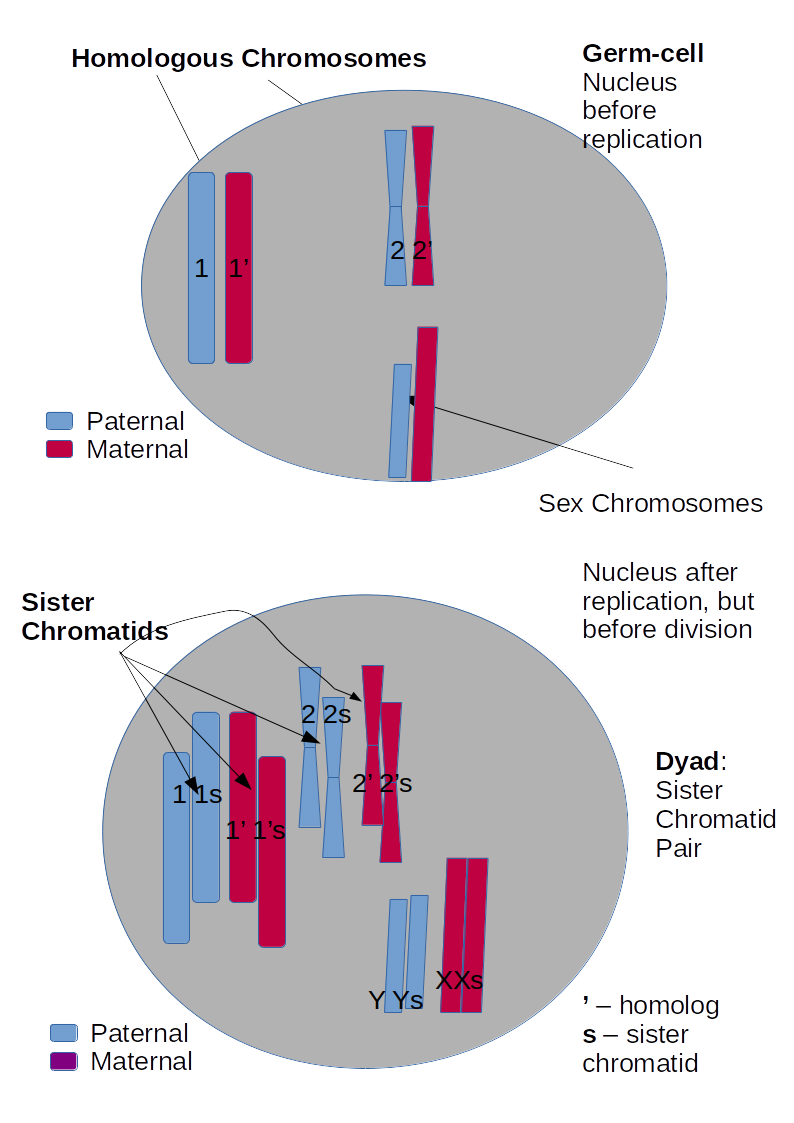 Homologous Chromosomes
Germ-cell
Nucleus
before
replication
2 2’
1 1’
Paternal
Maternal
Sex Chromosomes
Nucleus after
replication, but
before division
Sister
Chromatids
2 2s
2’ 2’s
1 1s
1’ 1’s
Dyad:
Sister
Chromatid
Pair
XXs
Y Ys
’ – homolog
s – sister
chromatid
Paternal
Maternal